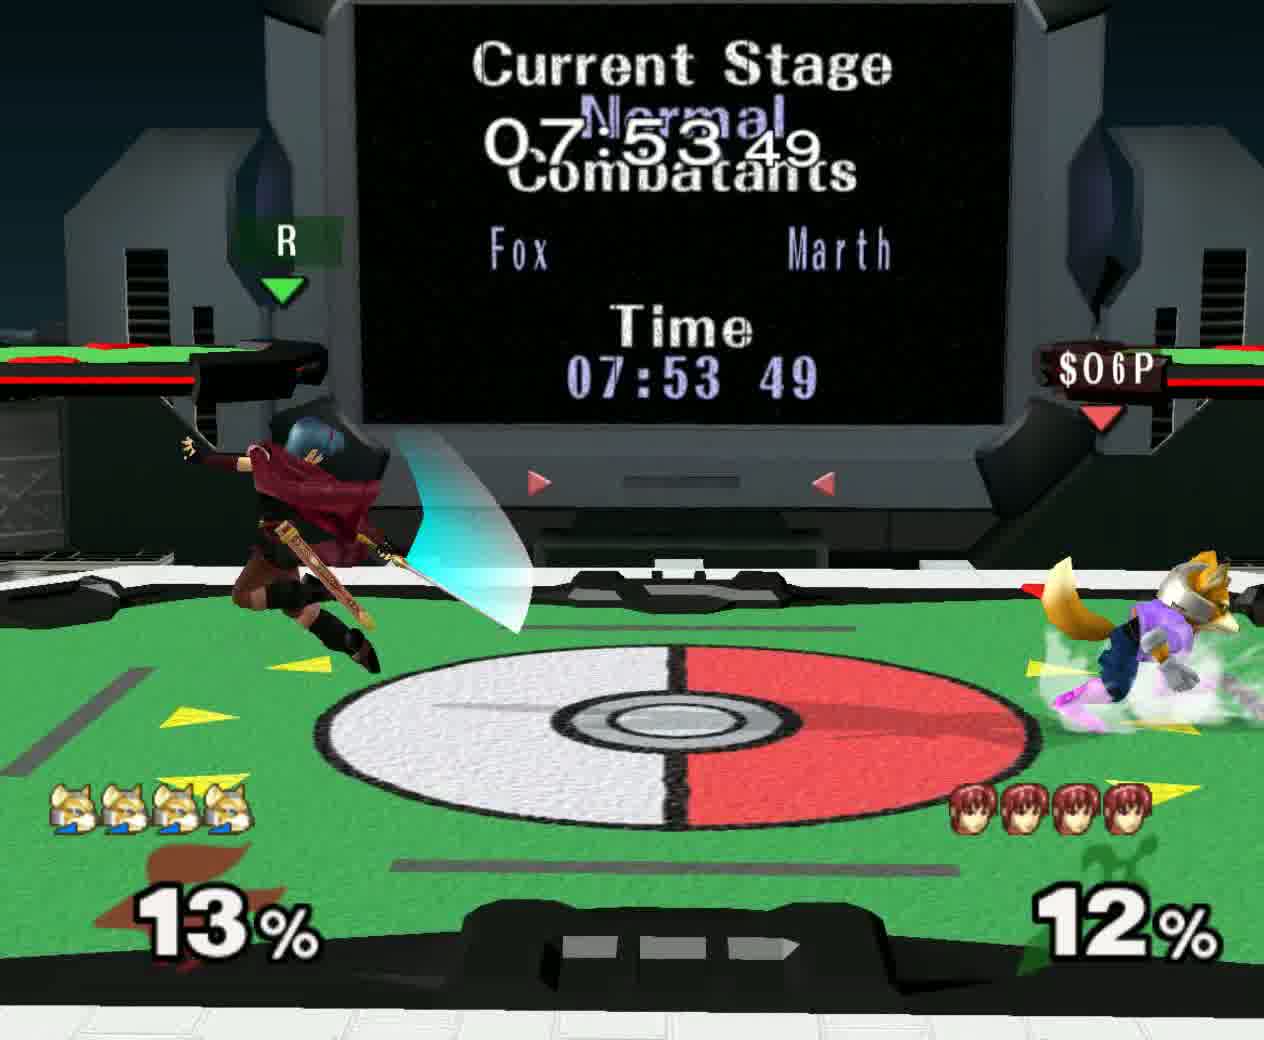 Current Stage
Normal
07:53 49
Combatants
R
Fox Marth
Time
$06P
07:53 49
13%
12%